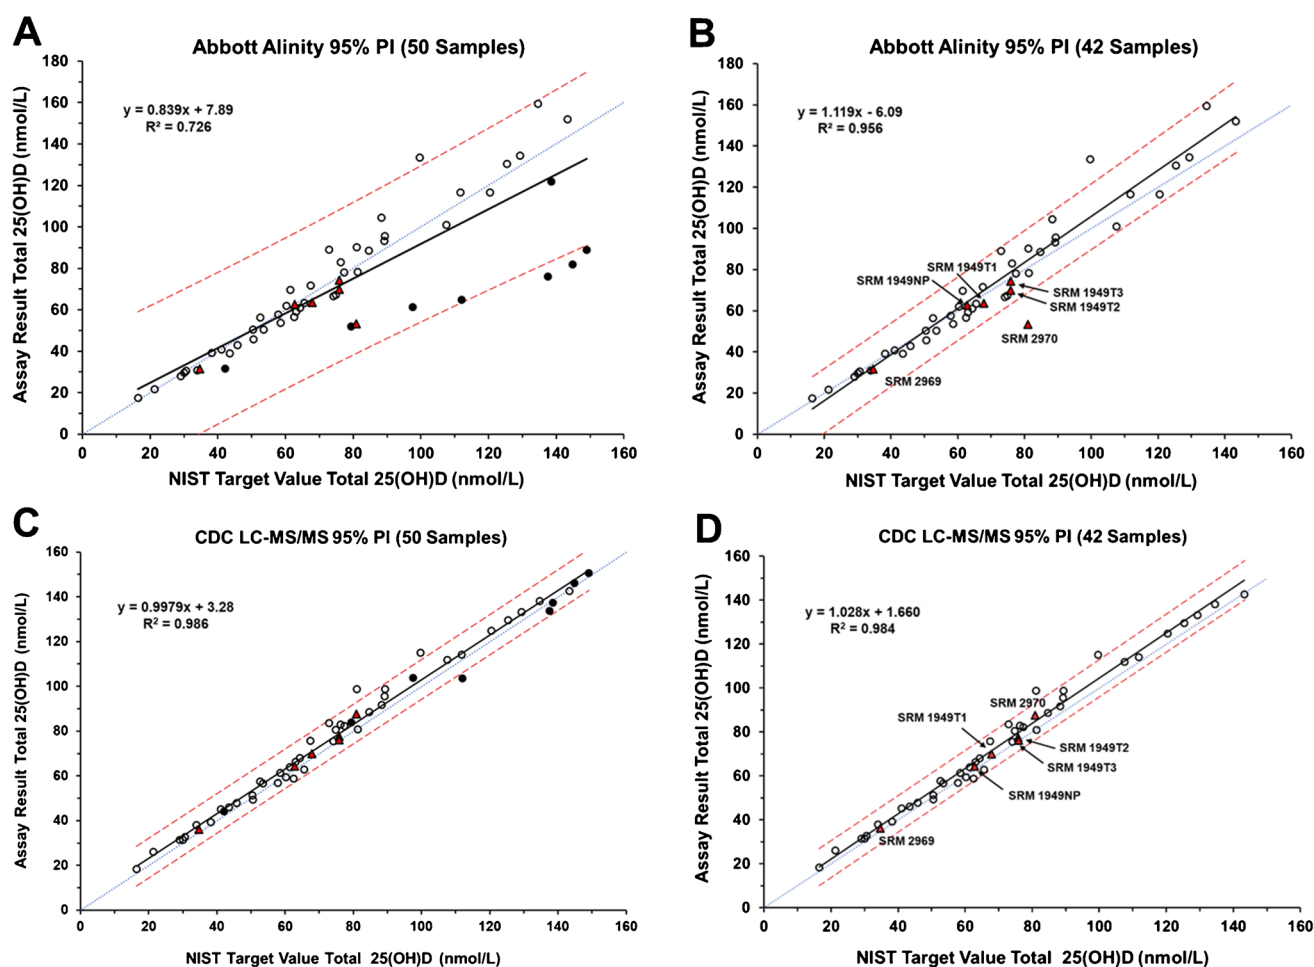 A
Abbott Alinity 95% PI (50 Samples)
y = 0.839x + 7.89
R² = 0.726
Assay Result Total 25(OH)D (nmol/L)
180
160
140
120
100
80
60
40
20
0
0 20 40 60 80 100 120 140 160
NIST Target Value Total 25(OH)D (nmol/L)
B
Abbott Alinity 95% PI (42 Samples)
y = 1.119x - 6.09
R² = 0.956
Assay Result Total 25(OH)D (nmol/L)
180
160
140
120
100
80
60
40
20
0
SRM 1949T1
SRM 1949NP
SRM 1949T3
SRM 1949T2
SRM 2970
SRM 2969
0 20 40 60 80 100 120 140 160
NIST Target Value Total 25(OH)D (nmol/L)
C
CDC LC-MS/MS 95% PI (50 Samples)
y = 0.9979x + 3.28
R² = 0.986
Assay Result Total 25(OH)D (nmol/L)
160
140
120
100
80
60
40
20
0
0 20 40 60 80 100 120 140 160
NIST Target Value Total 25(OH)D (nmol/L)
D
CDC LC-MS/MS 95% PI (42 Samples)
y = 1.028x + 1.660
R² = 0.984
Assay Result Total 25(OH)D (nmol/L)
160
140
120
100
80
60
40
20
0
SRM 2970
SRM 1949T1
SRM 1949T2
SRM 1949T3
SRM 1949NP
SRM 2969
0 20 40 60 80 100 120 140 160
NIST Target Value Total 25(OH)D (nmol/L)